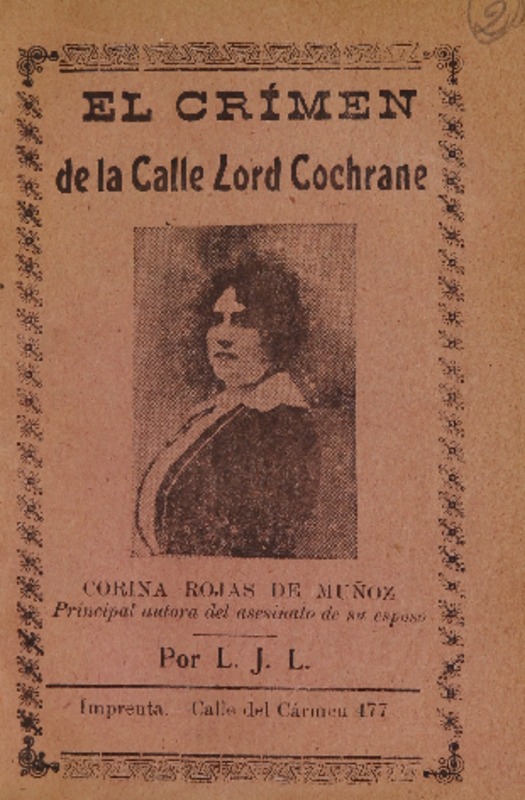 2
EL CRÍMEN
de la Calle Lord Cochrane
CORINA ROJAS DE MUÑOZ
Principal autora del asesinato de su esposo
Por L. J. L.
Imprenta. Calle del Cármen 477